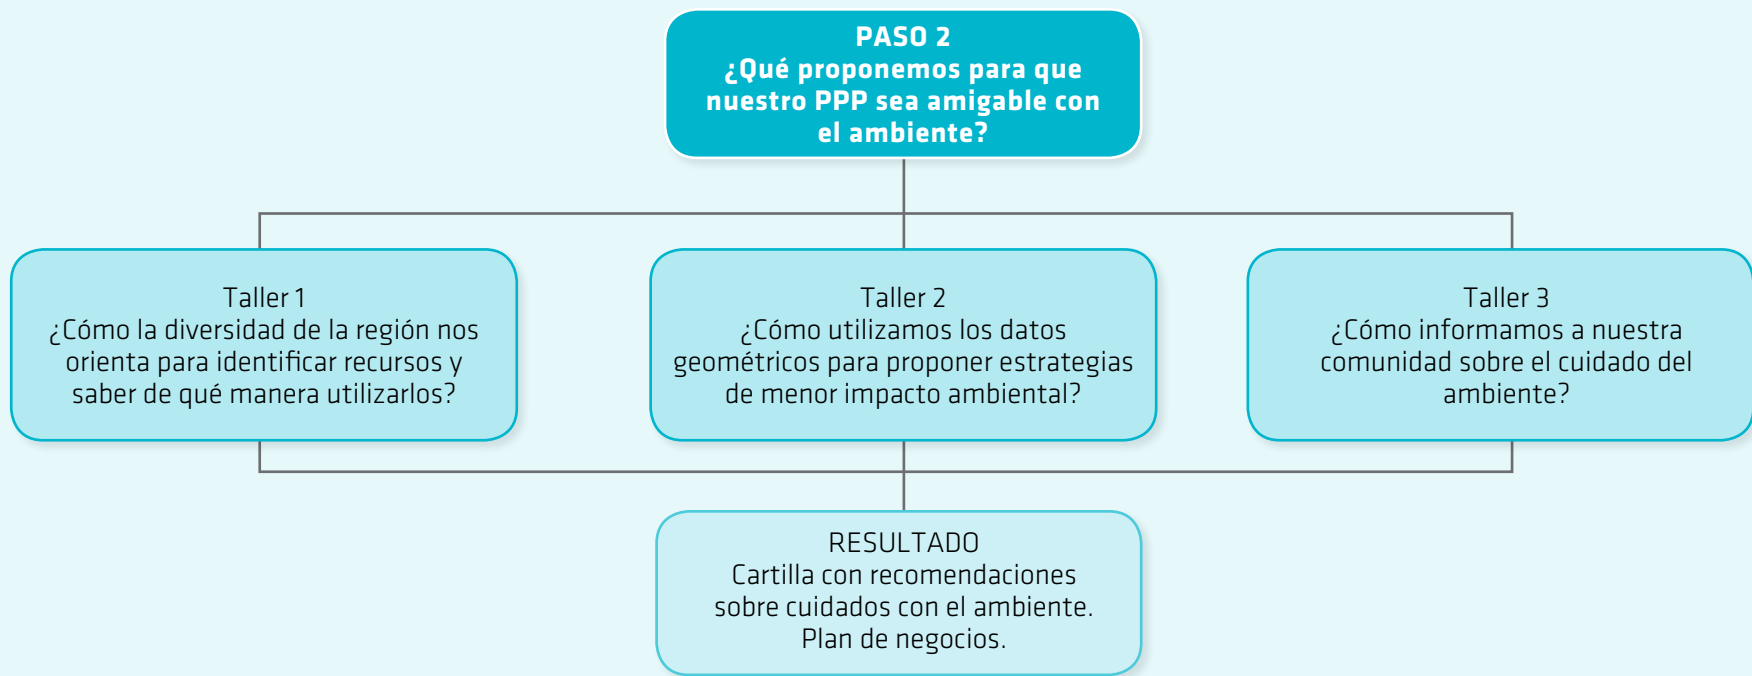 PASO 2
¿Qué proponemos para que
nuestro PPP sea amigable con
el ambiente?
Taller 1
¿Cómo la diversidad de la región nos
orienta para identificar recursos y
saber de qué manera utilizarlos?
Taller 2
¿Cómo utilizamos los datos
geométricos para proponer estrategias
de menor impacto ambiental?
Taller 3
¿Cómo informamos a nuestra
comunidad sobre el cuidado del
ambiente?
RESULTADO
Cartilla con recomendaciones
sobre cuidados con el ambiente.
Plan de negocios.